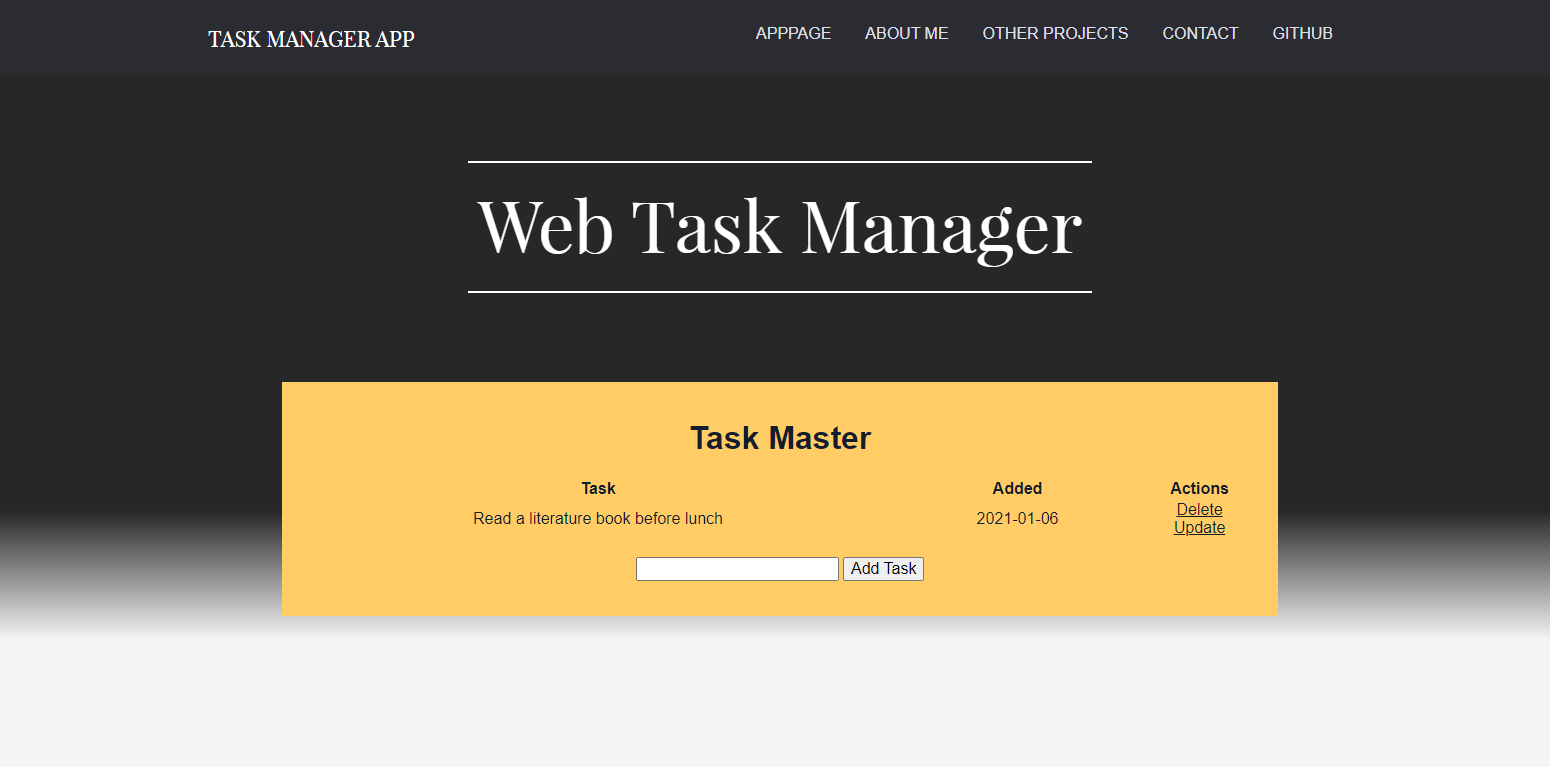 TASK MANAGER APP
APPPAGE ABOUT ME OTHER PROJECTS CONTACT GITHUB
Web Task Manager
Task Master
Task Added Actions
Read a literature book before lunch 2021-01-06 Delete
Update
Add Task